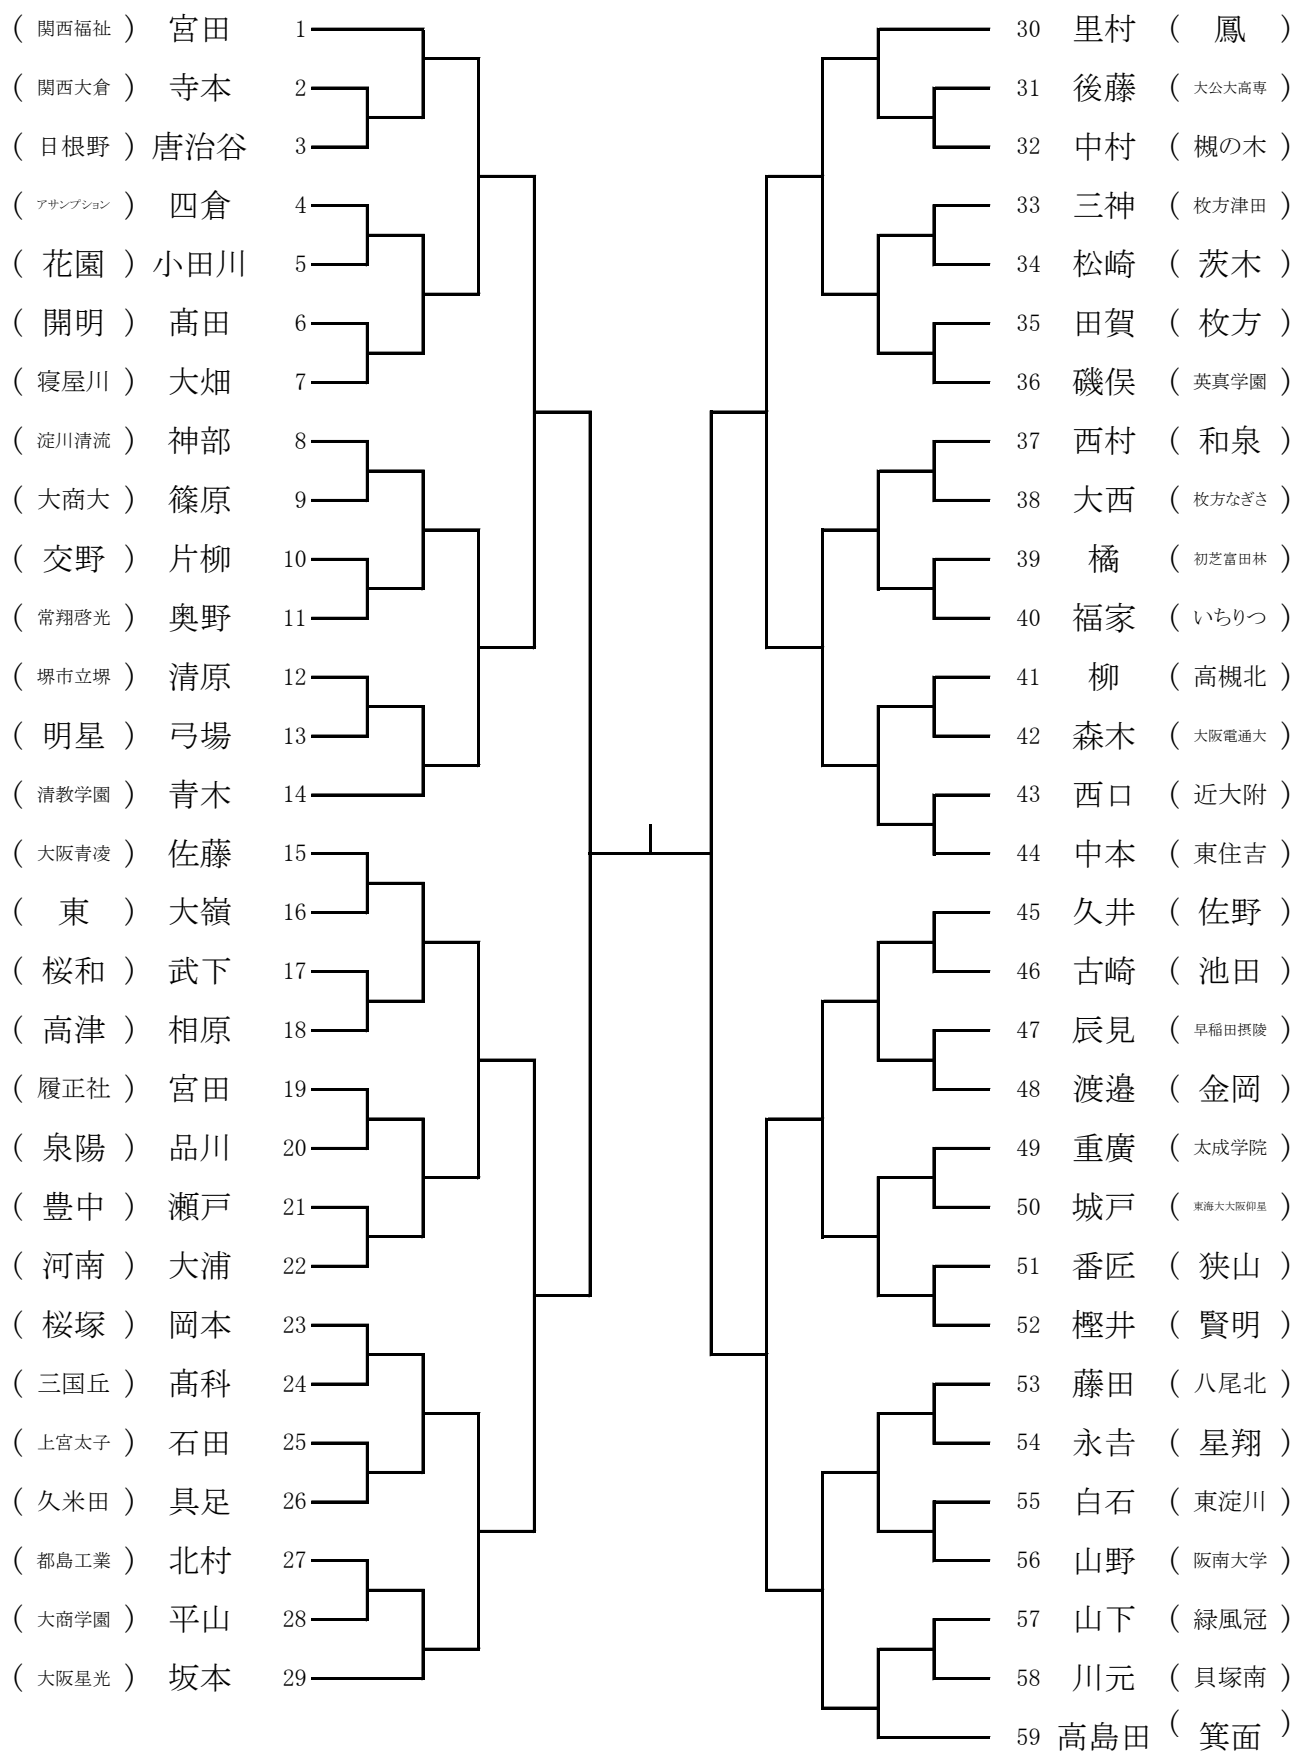 ( 関西福祉 ) 宮田 1
( 関西大倉 ) 寺本 2
( 日根野 ) 唐治谷 3
( アサンプション ) 四倉 4
( 花園 ) 小田川 5
( 開明 ) 髙田 6
( 寝屋川 ) 大畑 7
( 淀川清流 ) 神部 8
( 大商大 ) 篠原 9
( 交野 ) 片柳 10
( 常翔啓光 ) 奥野 11
( 堺市立堺 ) 清原 12
( 明星 ) 弓場 13
( 清教学園 ) 青木 14
( 大阪青凌 ) 佐藤 15
( 東 ) 大嶺 16
( 桜和 ) 武下 17
( 高津 ) 相原 18
( 履正社 ) 宮田 19
( 泉陽 ) 品川 20
( 豊中 ) 瀬戸 21
( 河南 ) 大浦 22
( 桜塚 ) 岡本 23
( 三国丘 ) 髙科 24
( 上宮太子 ) 石田 25
( 久米田 ) 具足 26
( 都島工業 ) 北村 27
( 大商学園 ) 平山 28
( 大阪星光 ) 坂本 29
30 里村 ( 鳳 )
31 後藤 ( 大公大高専 )
32 中村 ( 槻の木 )
33 三神 ( 枚方津田 )
34 松崎 ( 茨木 )
35 田賀 ( 枚方 )
36 磯俣 ( 英真学園 )
37 西村 ( 和泉 )
38 大西 ( 枚方なぎさ )
39 橘 ( 初芝富田林 )
40 福家 ( いちりつ )
41 柳 ( 高槻北 )
42 森木 ( 大阪電通大 )
43 西口 ( 近大附 )
44 中本 ( 東住吉 )
45 久井 ( 佐野 )
46 古崎 ( 池田 )
47 辰見 ( 早稲田摂陵 )
48 渡邉 ( 金岡 )
49 重廣 ( 太成学院 )
50 城戸 ( 東海大大阪仰星 )
51 番匠 ( 狭山 )
52 樫井 ( 賢明 )
53 藤田 ( 八尾北 )
54 永𠮷 ( 星翔 )
55 白石 ( 東淀川 )
56 山野 ( 阪南大学 )
57 山下 ( 緑風冠 )
58 川元 ( 貝塚南 )
59 高島田 ( 箕面 )